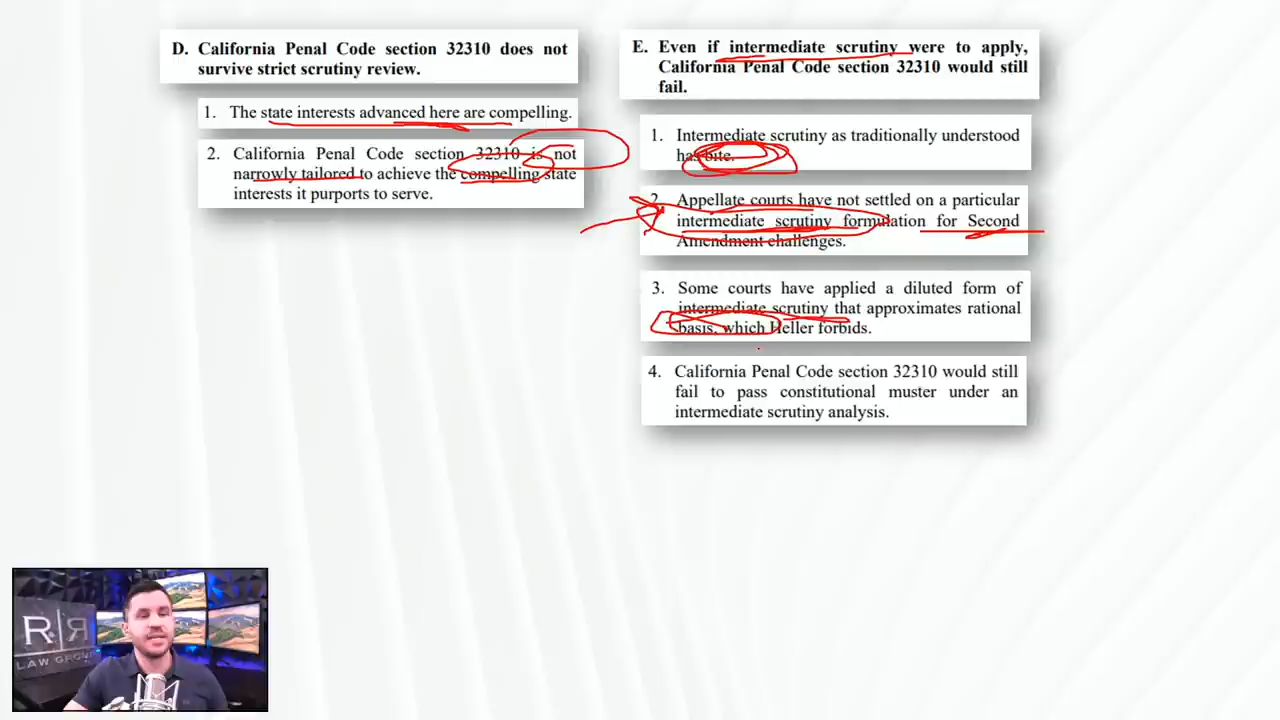 D. California Penal Code section 32310 does not
survive strict scrutiny review.
1. The state interests advanced here are compelling.
2. California Penal Code section 32310 is not
narrowly tailored to achieve the compelling state
interests it purports to serve.
E. Even if intermediate scrutiny were to apply,
California Penal Code section 32310 would still
fail.
1. Intermediate scrutiny as traditionally understood
has bite.
2. Appellate courts have not settled on a particular
intermediate scrutiny formulation for Second
Amendment challenges.
3. Some courts have applied a diluted form of
intermediate scrutiny that approximates rational
basis, which Heller forbids.
4. California Penal Code section 32310 would still
fail to pass constitutional muster under an
intermediate scrutiny analysis.
R|R
LAW GROUP